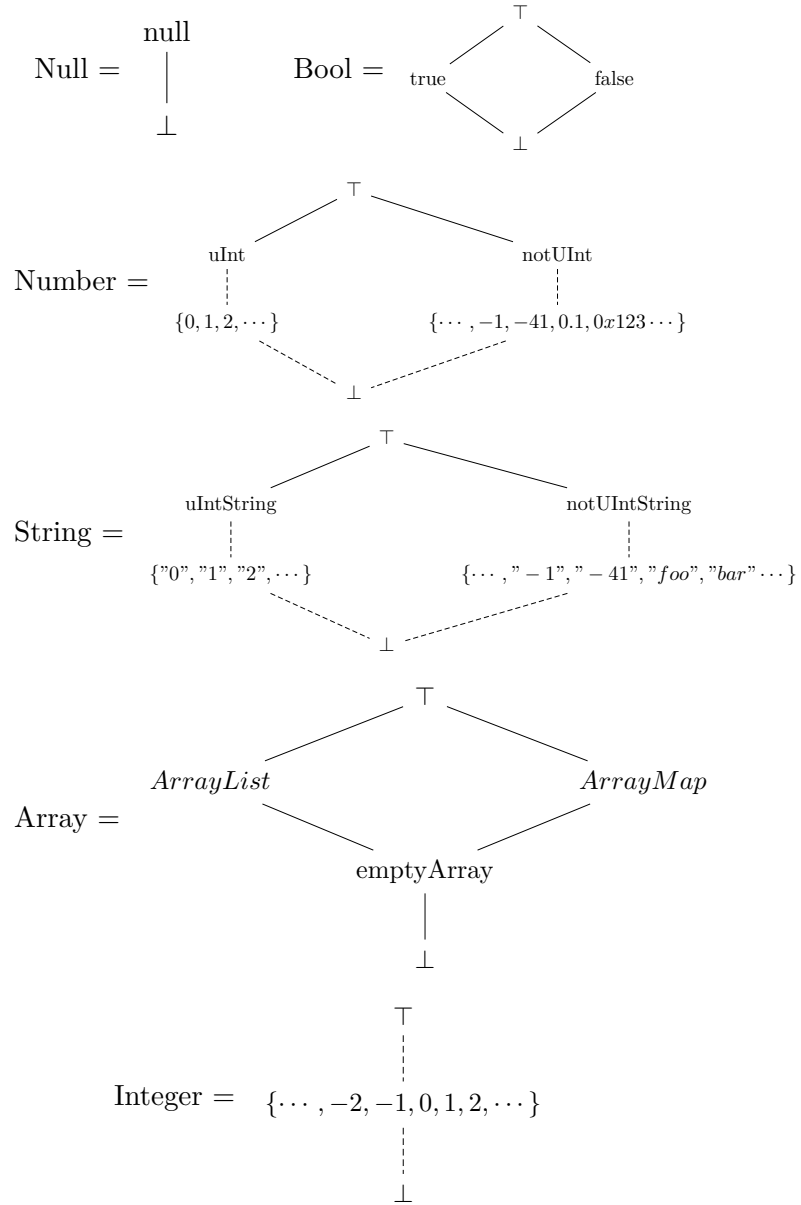 null
Null =
⊥
⊤
Bool =
true false
⊥
⊤
uInt notUInt
Number =
{0, 1, 2, ⋯} {⋯ , −1, −41, 0.1, 0x123 ⋯}
⊥
⊤
uIntString notUIntString
String =
{”0”, ”1”, ”2”, ⋯} {⋯ , ” − 1”, ” − 41”, ”foo”, ”bar” ⋯}
⊥
⊤
ArrayList ArrayMap
Array =
emptyArray
⊥
⊤
Integer = {⋯ , −2, −1, 0, 1, 2, ⋯}
⊥